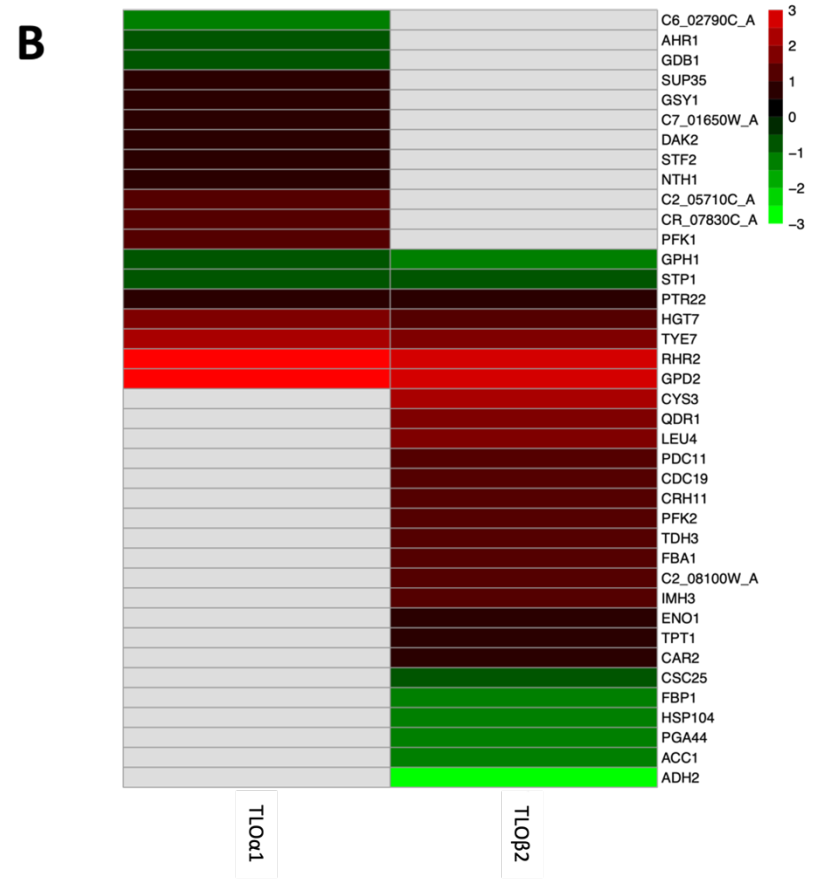 B
C6_02790C_A
AHR1
GDB1
SUP35
GSY1
C7_01650W_A
DAK2
STF2
NTH1
C2_05710C_A
CR_07830C_A
PFK1
GPH1
STP1
PTR22
HGT7
TYE7
RHR2
GPD2
CYS3
QDR1
LEU4
PDC11
CDC19
CRH11
PFK2
TDH3
FBA1
C2_08100W_A
IMH3
ENO1
TPT1
CAR2
CSC25
FBP1
HSP104
PGA44
ACC1
ADH2
3
2
1
0
−1
−2
−3
TLOα1
TLOβ2